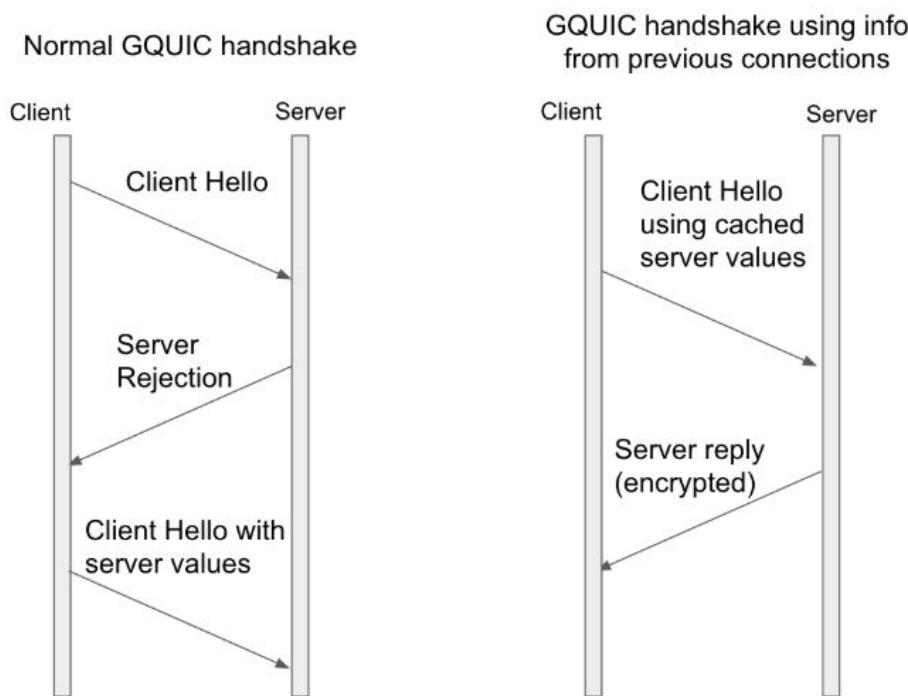 Normal GQUIC handshake
Client
Server
Client Hello
Server
Rejection
Client Hello with
server values
GQUIC handshake using info
from previous connections
Client
Server
Client Hello
using cached
server values
Server reply
(encrypted)